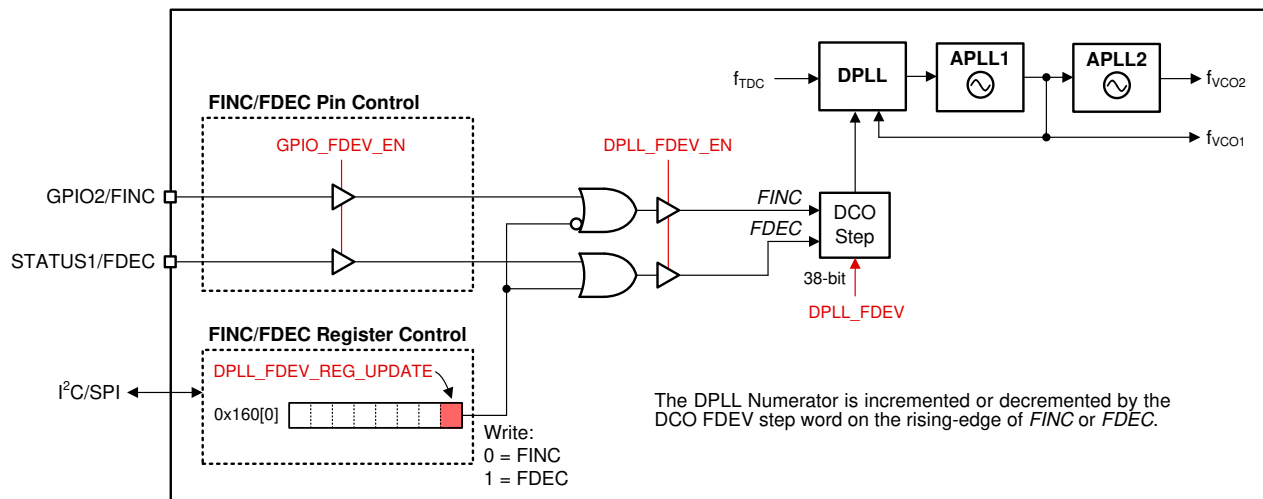 f_TDC
DPLL
APLL1
APLL2
f_VCO2
f_VCO1
FINC/FDEC Pin Control
GPIO_FDEV_EN
DPLL_FDEV_EN
GPIO2/FINC
FINC
STATUS1/FDEC
FDEC
DCO
Step
38-bit
DPLL_FDEV
FINC/FDEC Register Control
DPLL_FDEV_REG_UPDATE
I²C/SPI
0x160[0]
Write:
0 = FINC
1 = FDEC
The DPLL Numerator is incremented or decremented by the
DCO FDEV step word on the rising-edge of FINC or FDEC.